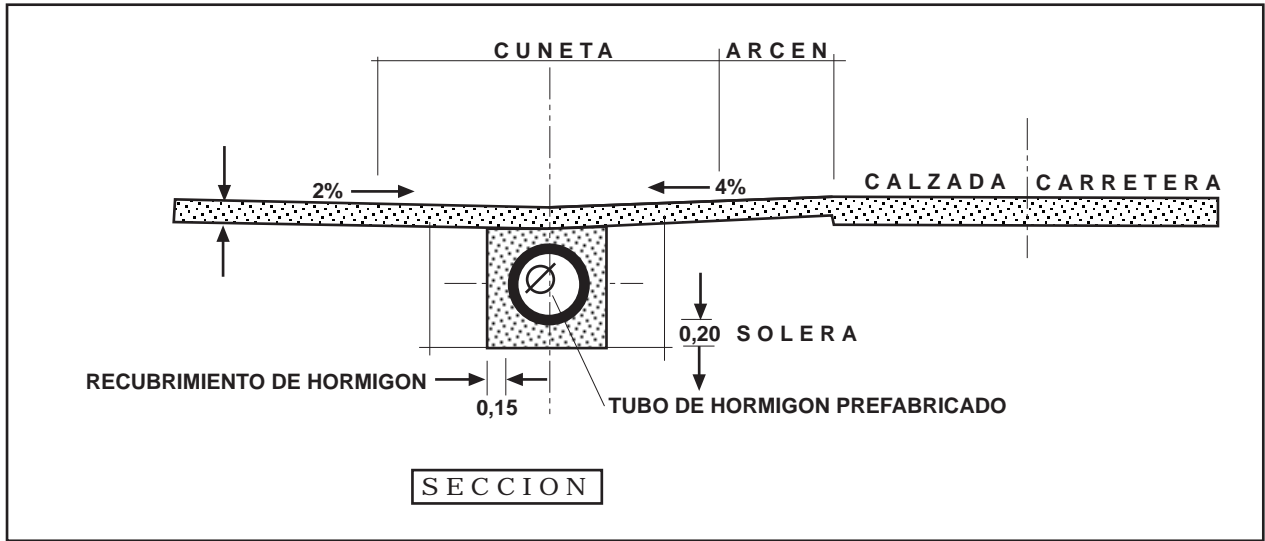 CUNETA
ARCEN
2%
4%
CALZADA
CARRETERA
0,20 SOLERA
RECUBRIMIENTO DE HORMIGON
0,15
TUBO DE HORMIGON PREFABRICADO
SECCION